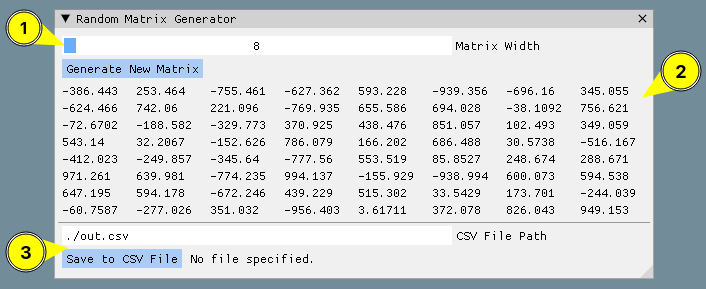 ▼ Random Matrix Generator ✕
1
8 Matrix Width
Generate New Matrix
2
-386.443 253.464 -755.461 -627.362 593.228 -939.356 -696.16 345.055
-624.466 742.06 221.096 -769.935 655.586 694.028 -38.1092 756.621
-72.6702 -188.582 -329.773 370.925 438.476 851.057 102.493 349.059
543.14 32.2067 -152.626 786.079 166.202 686.488 30.5738 -516.167
-412.023 -249.857 -345.64 -777.56 553.519 85.8527 248.674 288.671
971.261 639.981 -774.235 994.137 -155.929 -938.994 600.073 594.538
647.195 594.178 -672.246 439.229 515.302 33.5429 173.701 -244.039
-60.7587 -277.026 351.032 -956.403 3.61711 372.078 826.043 949.153
./out.csv CSV File Path
3
Save to CSV File No file specified.